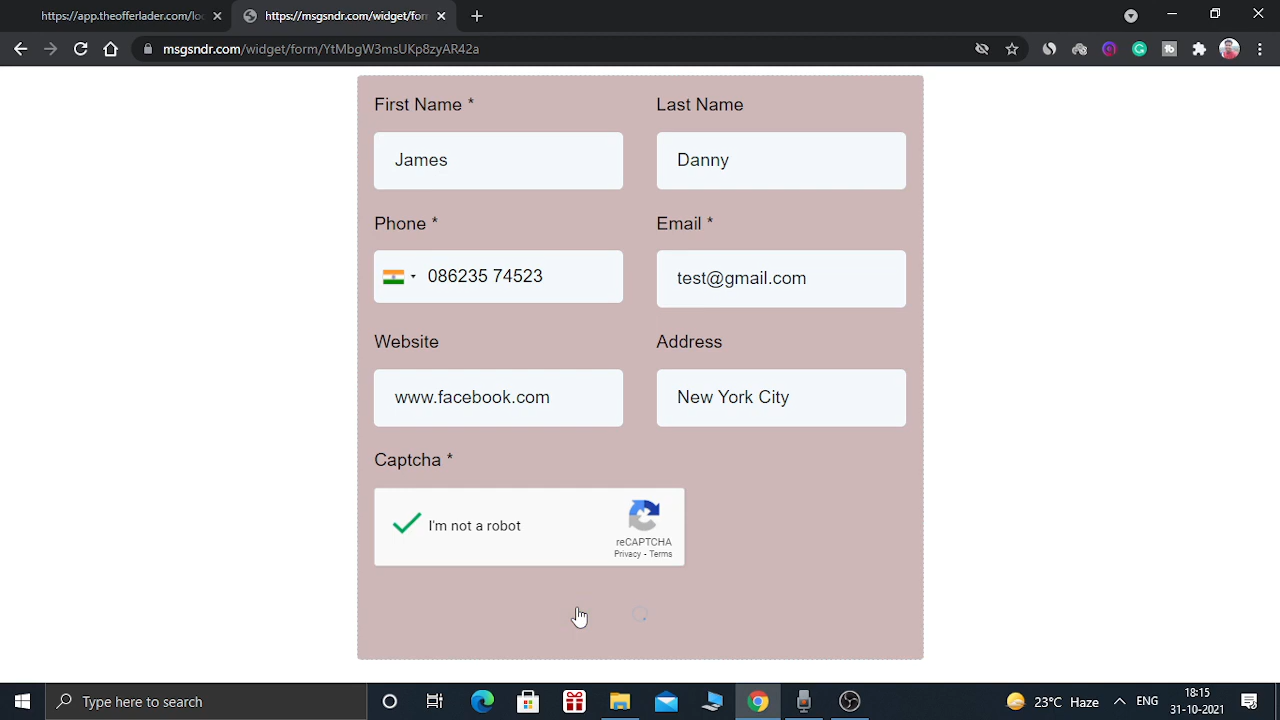 https://app.theofferlader.com/lo
https://msgsndr.com/widget/form
msgsndr.com/widget/form/YtMbgW3msUKp8zyAR42a
First Name *
Last Name
James
Danny
Phone *
Email *
086235 74523
test@gmail.com
Website
Address
www.facebook.com
New York City
Captcha *
I'm not a robot
reCAPTCHA
Privacy - Terms
Type here to search
23°C Haze
ENG
18:15
31-10-2021